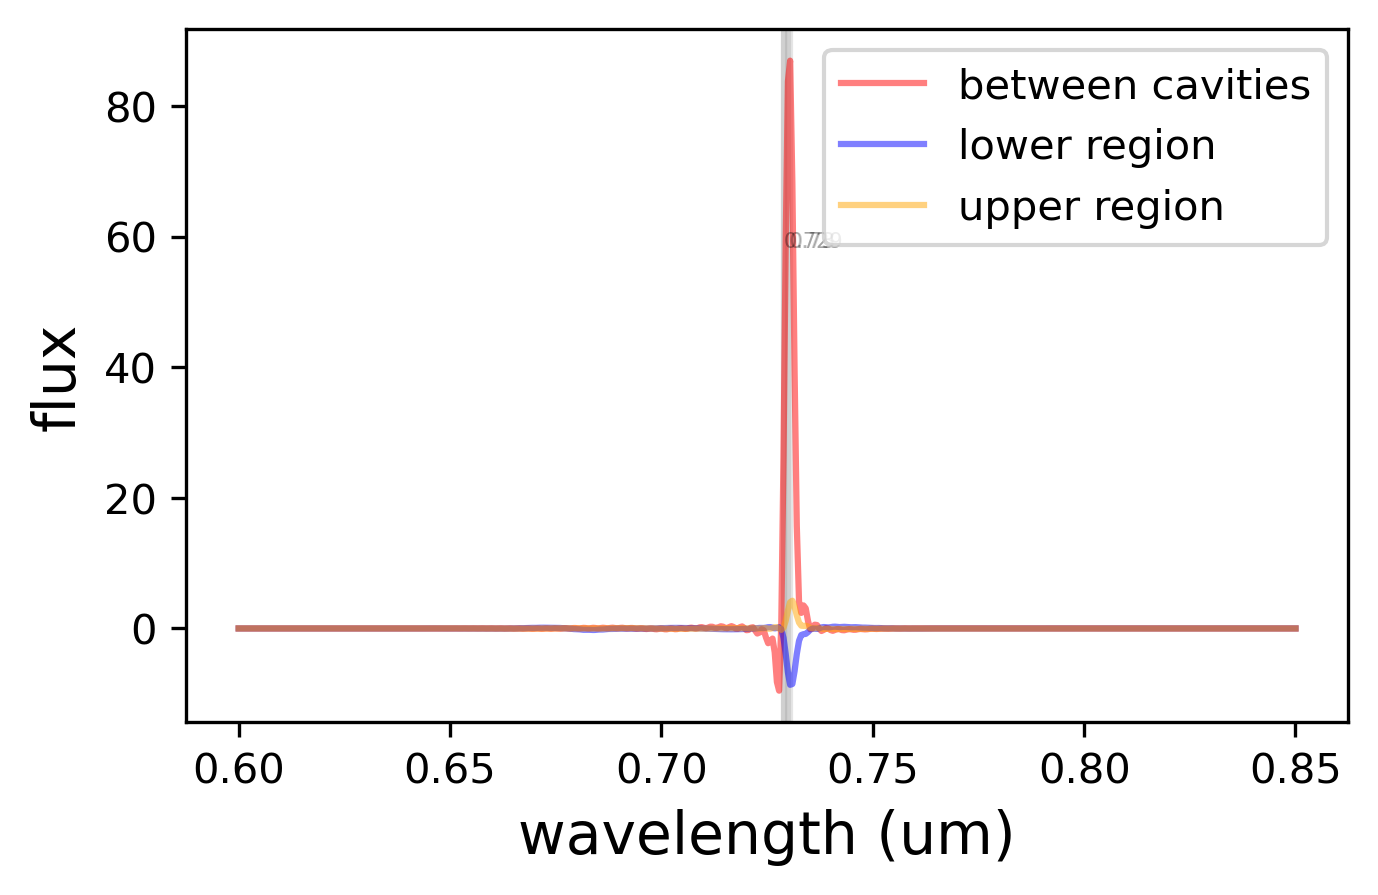 between cavities
lower region
upper region
80
60
40
20
0
flux
0.60 0.65 0.70 0.75 0.80 0.85
wavelength (um)